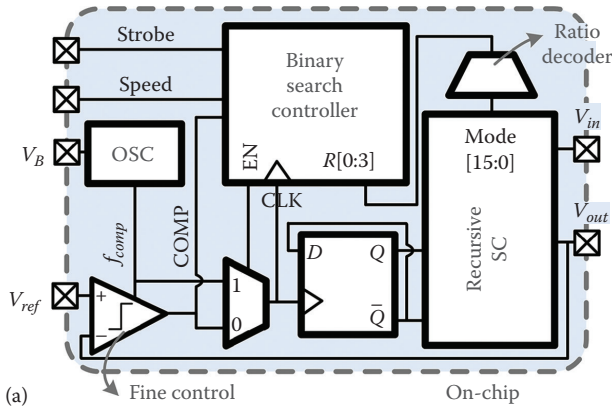 Strobe
Speed
Binary
search
controller
Ratio
decoder
V_B
OSC
EN
R[0:3]
CLK
Mode
[15:0]
V_in
V_out
f_comp
COMP
D
Q
Q̅
Recursive
SC
V_ref
+
−
1
0
(a)
Fine control
On-chip